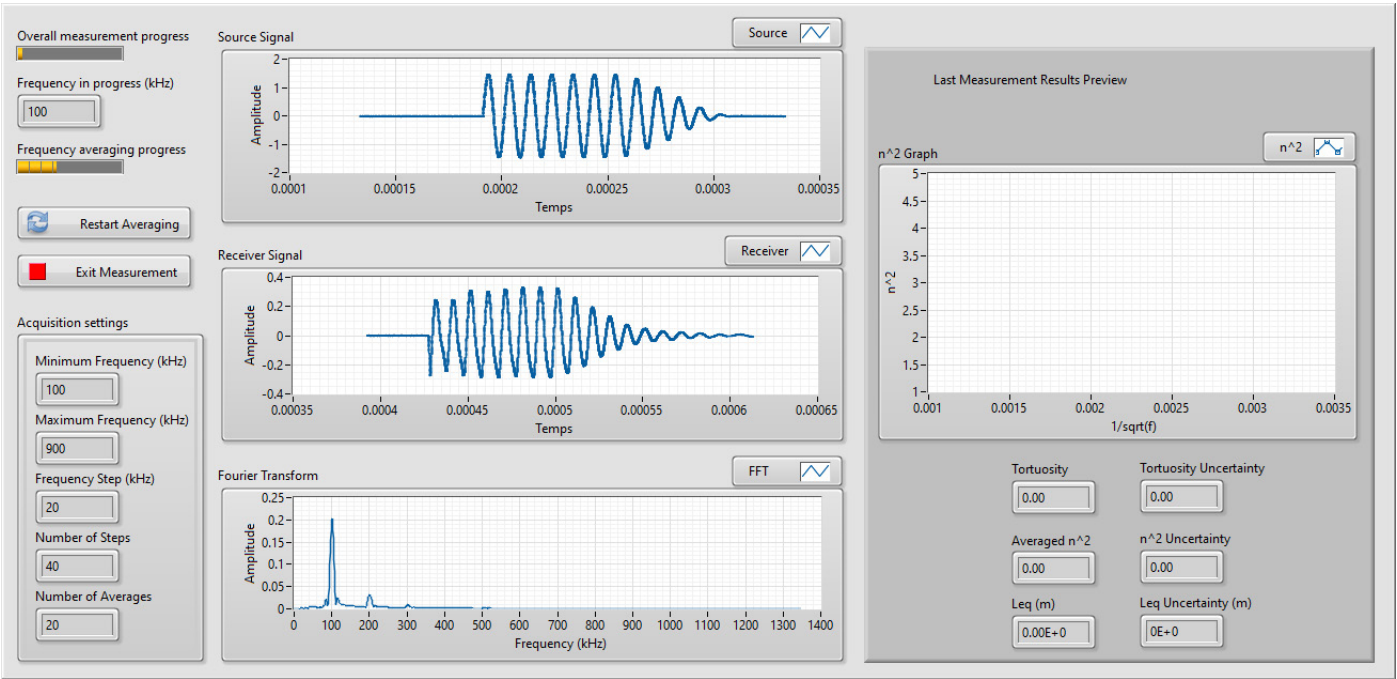 Overall measurement progress
Frequency in progress (kHz)
100
Frequency averaging progress
Restart Averaging
Exit Measurement
Acquisition settings
Minimum Frequency (kHz)
100
Maximum Frequency (kHz)
900
Frequency Step (kHz)
20
Number of Steps
40
Number of Averages
20
Source Signal
Source
Amplitude
2
1
0
-1
-2
0.0001 0.00015 0.0002 0.00025 0.0003 0.00035
Temps
Receiver Signal
Receiver
Amplitude
0.4
0.2
0
-0.2
-0.4
0.00035 0.0004 0.00045 0.0005 0.00055 0.0006 0.00065
Temps
Fourier Transform
FFT
Amplitude
0.25
0.2
0.15
0.1
0.05
0
0 100 200 300 400 500 600 700 800 900 1000 1100 1200 1300 1400
Frequency (kHz)
Last Measurement Results Preview
n^2 Graph
n^2
n^2
5
4.5
4
3.5
3
2.5
2
1.5
1
0.001 0.0015 0.002 0.0025 0.003 0.0035
1/sqrt(f)
Tortuosity Tortuosity Uncertainty
0.00 0.00
Averaged n^2 n^2 Uncertainty
0.00 0.00
Leq (m) Leq Uncertainty (m)
0.00E+0 0E+0